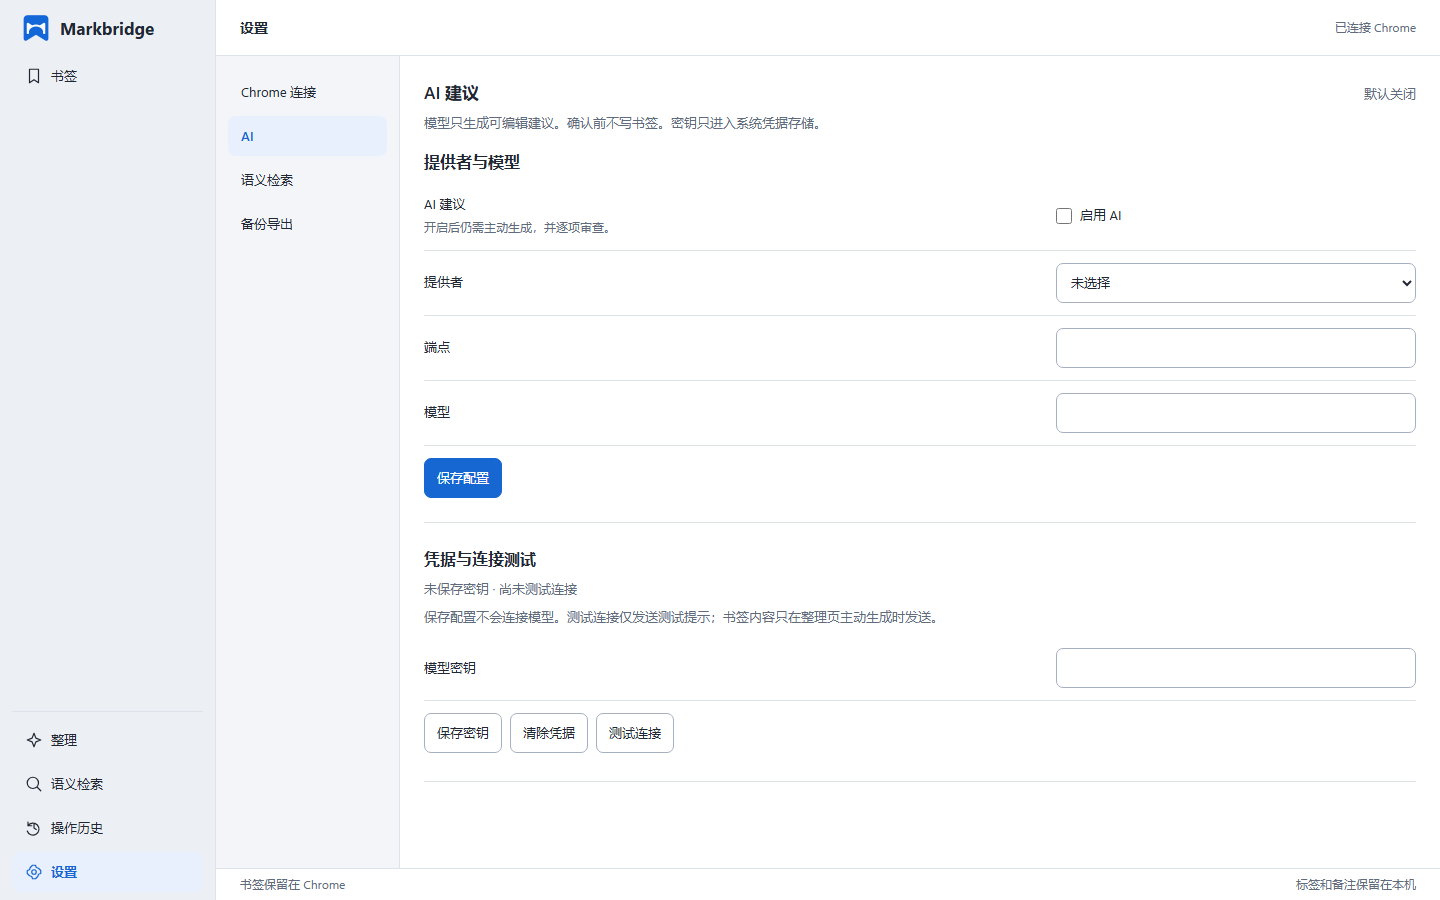 Markbridge
书签
整理
语义检索
操作历史
设置
设置
已连接 Chrome
Chrome 连接
AI
语义检索
备份导出
AI 建议
默认关闭
模型只生成可编辑建议。确认前不写书签。密钥只进入系统凭据存储。
提供者与模型
AI 建议
开启后仍需主动生成，并逐项审查。
启用 AI
提供者
未选择
端点
模型
保存配置
凭据与连接测试
未保存密钥 · 尚未测试连接
保存配置不会连接模型。测试连接仅发送测试提示；书签内容只在整理页主动生成时发送。
模型密钥
保存密钥
清除凭据
测试连接
书签保留在 Chrome
标签和备注保留在本机